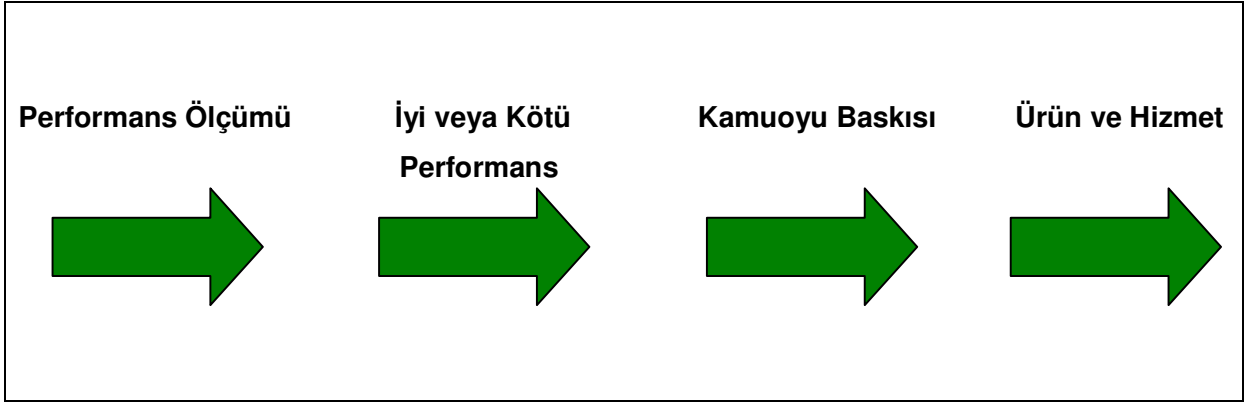 Performans Ölçümü
İyi veya Kötü
Performans
Kamuoyu Baskısı
Ürün ve Hizmet